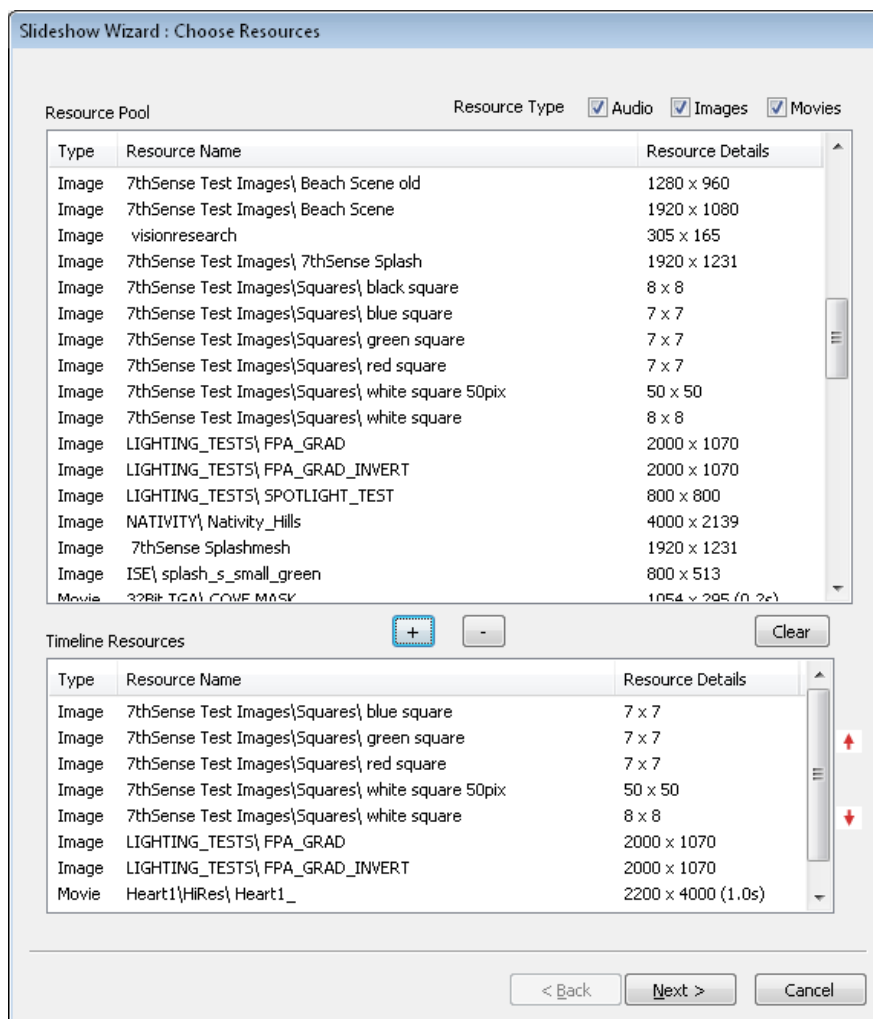 Slideshow Wizard : Choose Resources
Resource Pool Resource Type Audio Images Movies
Type Resource Name Resource Details
Image 7thSense Test Images\ Beach Scene old 1280 x 960
Image 7thSense Test Images\ Beach Scene 1920 x 1080
Image visionresearch 305 x 165
Image 7thSense Test Images\ 7thSense Splash 1920 x 1231
Image 7thSense Test Images\Squares\ black square 8 x 8
Image 7thSense Test Images\Squares\ blue square 7 x 7
Image 7thSense Test Images\Squares\ green square 7 x 7
Image 7thSense Test Images\Squares\ red square 7 x 7
Image 7thSense Test Images\Squares\ white square 50pix 50 x 50
Image 7thSense Test Images\Squares\ white square 8 x 8
Image LIGHTING_TESTS\ FPA_GRAD 2000 x 1070
Image LIGHTING_TESTS\ FPA_GRAD_INVERT 2000 x 1070
Image LIGHTING_TESTS\ SPOTLIGHT_TEST 800 x 800
Image NATIVITY\ Nativity_Hills 4000 x 2139
Image 7thSense Splashmesh 1920 x 1231
Image ISE\ splash_s_small_green 800 x 513
Movie 32Bit TGA\ COVE MASK 1054 x 295 (0.2s)
Timeline Resources + - Clear
Type Resource Name Resource Details
Image 7thSense Test Images\Squares\ blue square 7 x 7
Image 7thSense Test Images\Squares\ green square 7 x 7
Image 7thSense Test Images\Squares\ red square 7 x 7
Image 7thSense Test Images\Squares\ white square 50pix 50 x 50
Image 7thSense Test Images\Squares\ white square 8 x 8
Image LIGHTING_TESTS\ FPA_GRAD 2000 x 1070
Image LIGHTING_TESTS\ FPA_GRAD_INVERT 2000 x 1070
Movie Heart1\HiRes\ Heart1_ 2200 x 4000 (1.0s)
< Back Next > Cancel